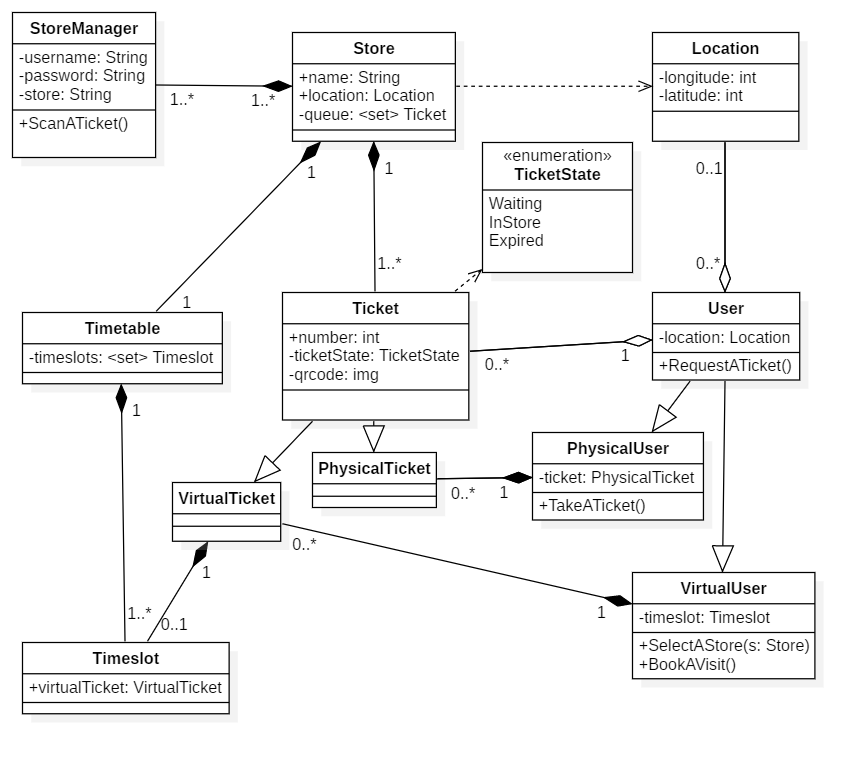 StoreManager
-username: String
-password: String
-store: String
+ScanATicket()
Store
+name: String
+location: Location
-queue: <set> Ticket
Location
-longitude: int
-latitude: int
1..*
1..*
1
1
0..1
«enumeration»
TicketState
Waiting
InStore
Expired
1..*
0..*
1
Timetable
-timeslots: <set> Timeslot
Ticket
+number: int
-ticketState: TicketState
-qrcode: img
User
-location: Location
+RequestATicket()
0..*
1
1
VirtualTicket
PhysicalTicket
PhysicalUser
-ticket: PhysicalTicket
+TakeATicket()
0..*
1
0..*
1
1..*
0..1
1
Timeslot
+virtualTicket: VirtualTicket
VirtualUser
-timeslot: Timeslot
+SelectAStore(s: Store)
+BookAVisit()